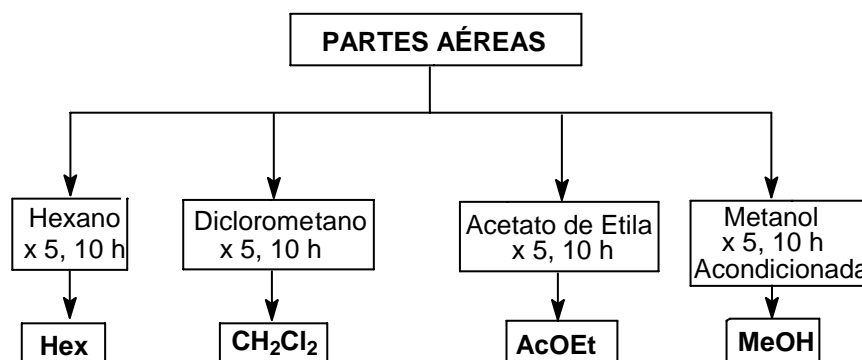 PARTES AÉREAS
Hexano
x 5, 10 h
Diclorometano
x 5, 10 h
Acetato de Etila
x 5, 10 h
Metanol
x 5, 10 h
Acondicionada
Hex
CH₂Cl₂
AcOEt
MeOH